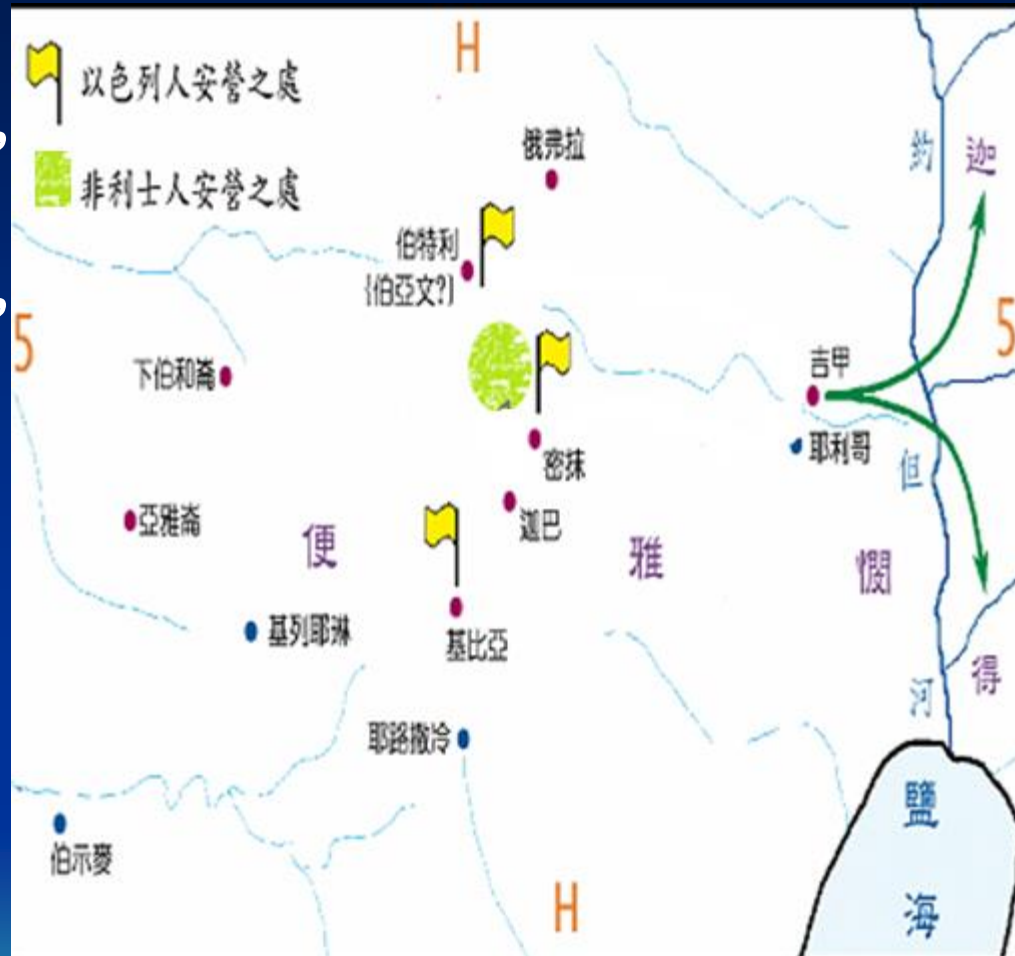 H
以色列人安營之處
俄弗拉
約
迦
非利士人安營之處
伯特利
(伯亞文?)
5
5
下伯和崙
吉甲
密抹
耶利哥
但
亞雅崙
迦巴
便
雅
憫
基列耶琳
基比亞
得
河
耶路撒冷
鹽
伯示麥
H
海